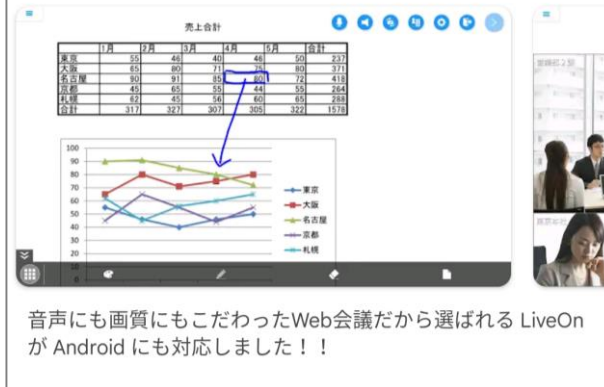 売上合計
1月 2月 3月 4月 5月 合計
東京 55 46 40 46 50 237
大阪 65 80 71 75 80 371
名古屋 90 91 85 80 72 418
京都 45 65 55 44 55 264
札幌 62 45 56 60 65 288
合計 317 327 307 305 322 1578
100
90
80
70
60
50
40
30
20
10
0
東京
大阪
名古屋
京都
札幌
音声にも画質にもこだわったWeb会議だから選ばれる LiveOn
が Android にも対応しました！！